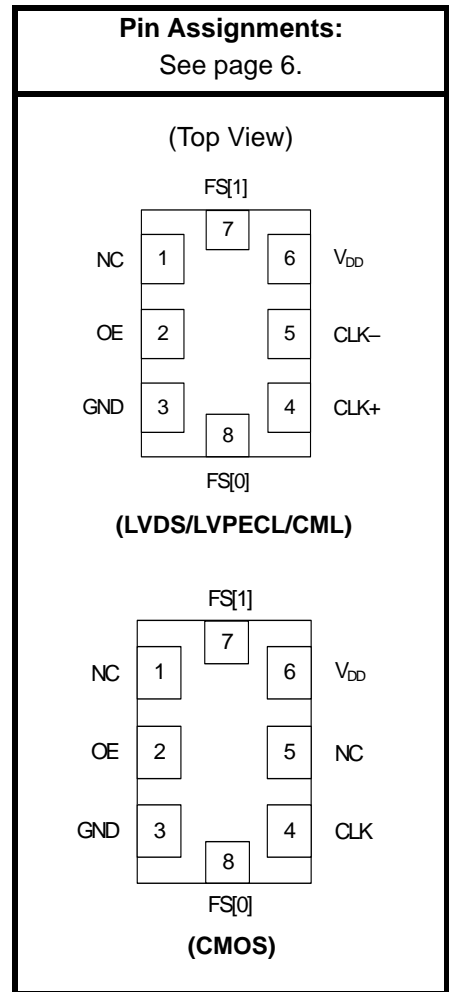 Pin Assignments:
See page 6.
(Top View)
FS[1]
7
NC 1 6 VDD
OE 2 5 CLK–
GND 3 4 CLK+
8
FS[0]
(LVDS/LVPECL/CML)
FS[1]
7
NC 1 6 VDD
OE 2 5 NC
GND 3 4 CLK
8
FS[0]
(CMOS)